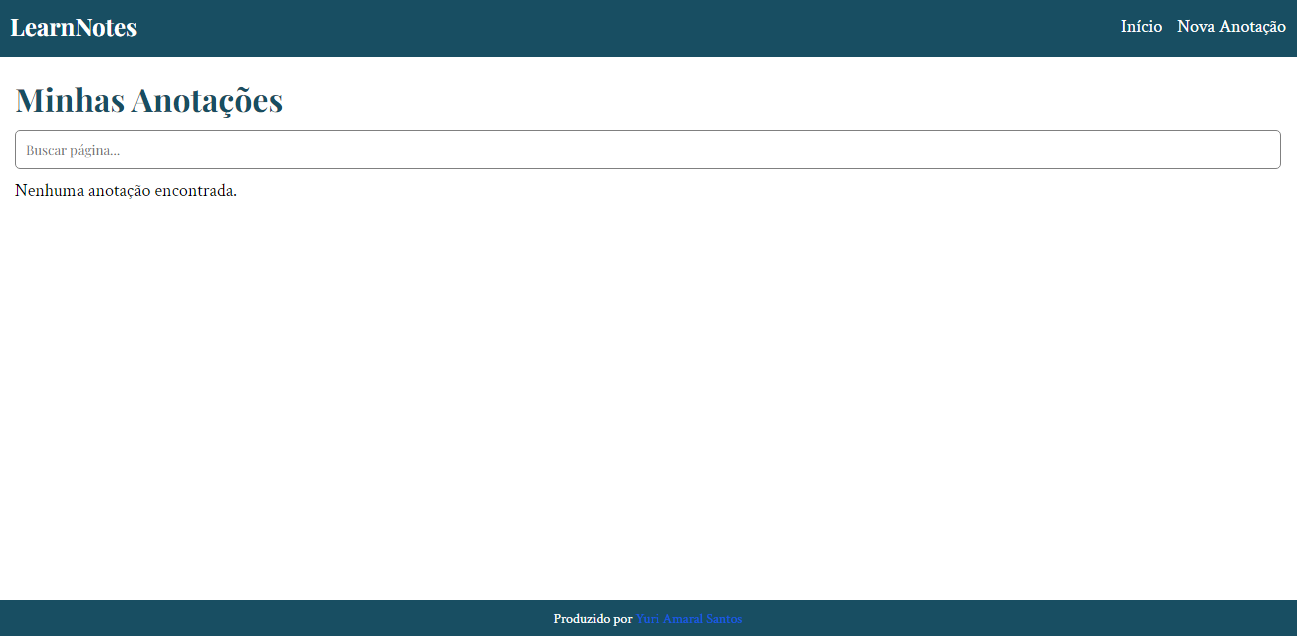 LearnNotes
Início Nova Anotação
Minhas Anotações
Buscar página...
Nenhuma anotação encontrada.
Produzido por Yuri Amaral Santos